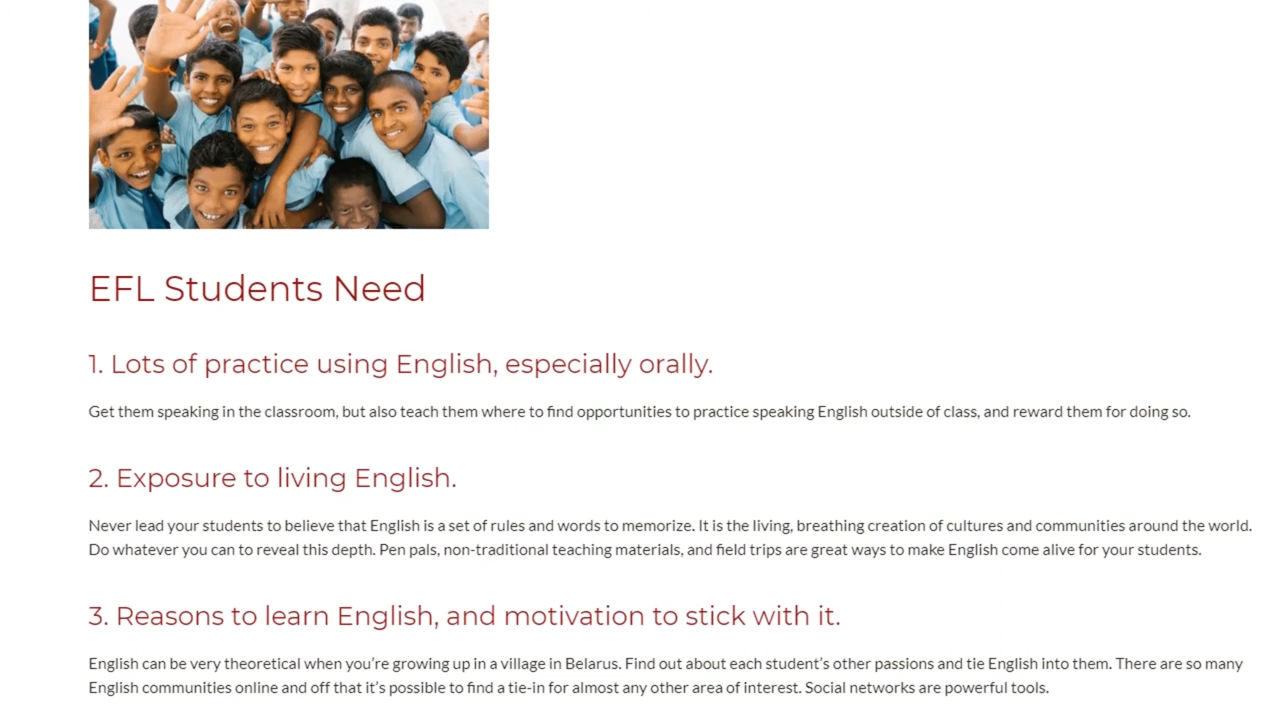 EFL Students Need
1. Lots of practice using English, especially orally.
Get them speaking in the classroom, but also teach them where to find opportunities to practice speaking English outside of class, and reward them for doing so.
2. Exposure to living English.
Never lead your students to believe that English is a set of rules and words to memorize. It is the living, breathing creation of cultures and communities around the world.
Do whatever you can to reveal this depth. Pen pals, non-traditional teaching materials, and field trips are great ways to make English come alive for your students.
3. Reasons to learn English, and motivation to stick with it.
English can be very theoretical when you’re growing up in a village in Belarus. Find out about each student’s other passions and tie English into them. There are so many
English communities online and off that it’s possible to find a tie-in for almost any other area of interest. Social networks are powerful tools.